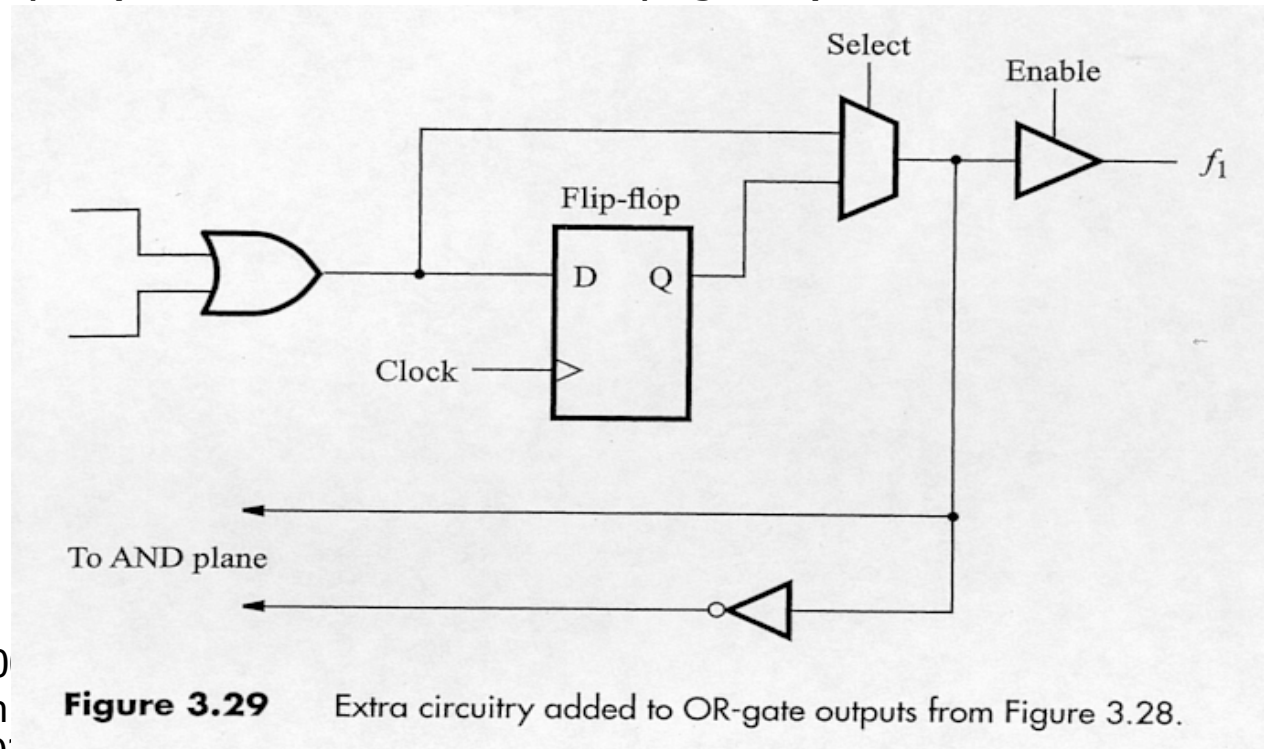 Select
Enable
f1
Flip-flop
D Q
Clock
To AND plane
Figure 3.29 Extra circuitry added to OR-gate outputs from Figure 3.28.